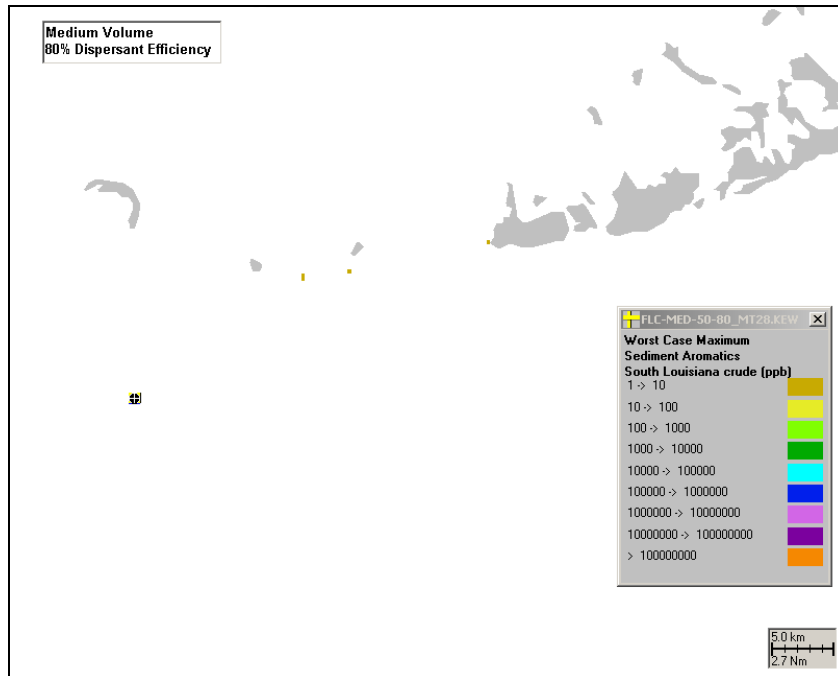 Medium Volume
80% Dispersant Efficiency
FLC-MED-50-80_MT28.KEW
Worst Case Maximum
Sediment Aromatics
South Louisiana crude (ppb)
1 -> 10
10 -> 100
100 -> 1000
1000 -> 10000
10000 -> 100000
100000 -> 1000000
1000000 -> 10000000
10000000 -> 100000000
> 100000000
5.0 km
2.7 Nm